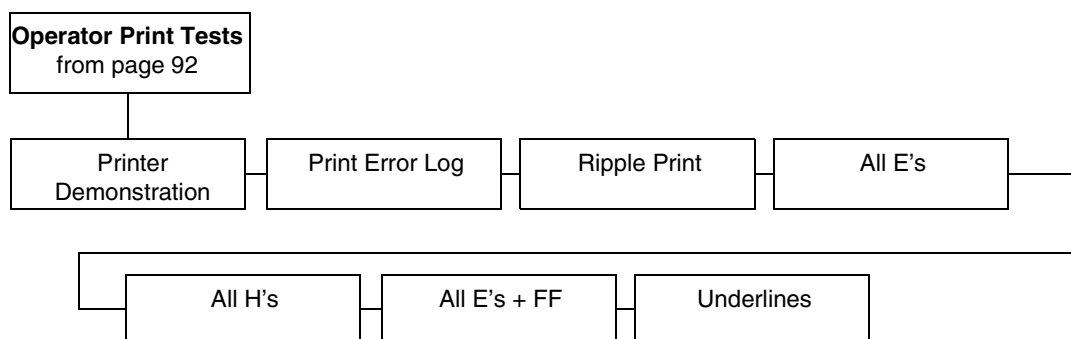 Operator Print Tests
from page 92
Printer
Demonstration
Print Error Log
Ripple Print
All E's
All H's
All E's + FF
Underlines